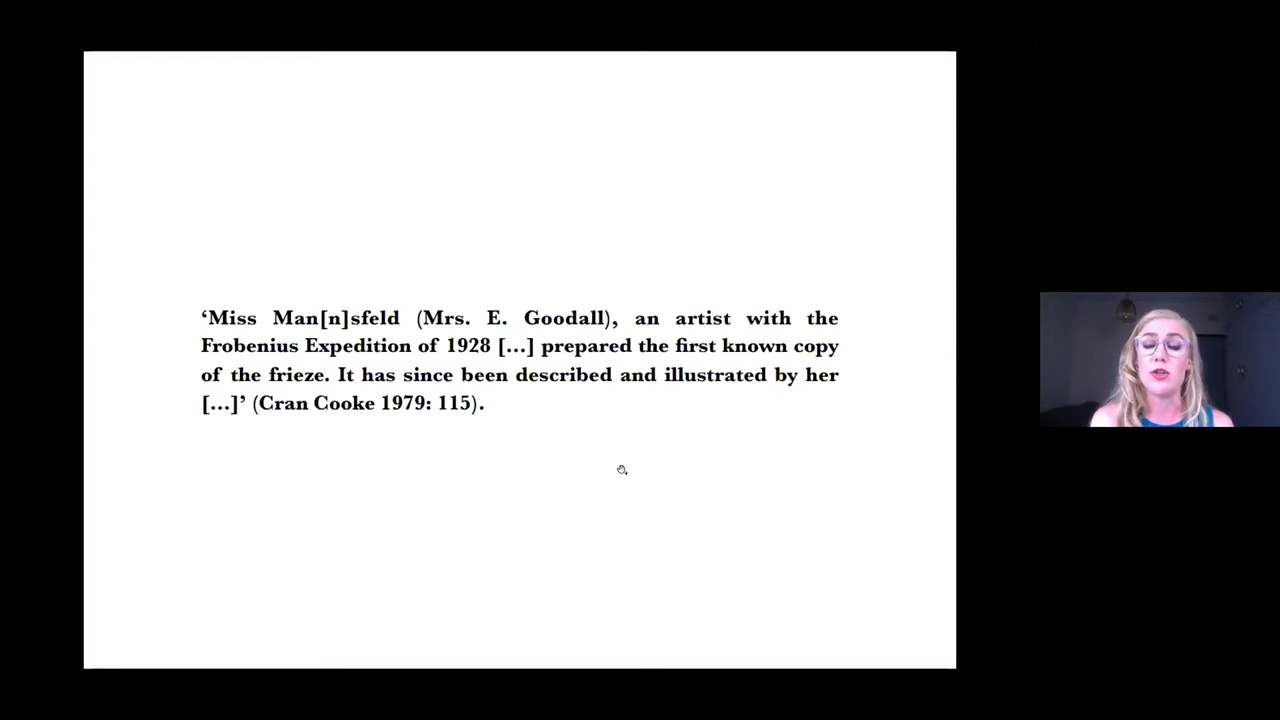 ‘Miss Man[n]sfeld (Mrs. E. Goodall), an artist with the
Frobenius Expedition of 1928 [...] prepared the first known copy
of the frieze. It has since been described and illustrated by her
[...]’ (Cran Cooke 1979: 115).